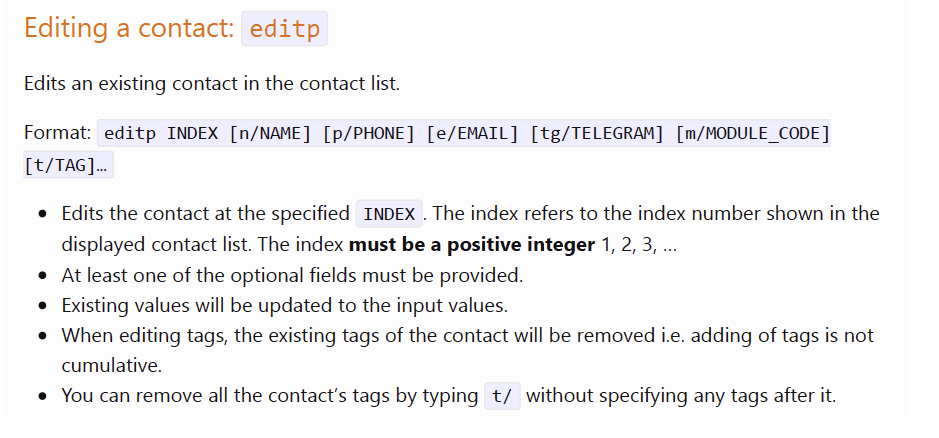 Editing a contact: editp
Edits an existing contact in the contact list.
Format: editp INDEX [n/NAME] [p/PHONE] [e/EMAIL] [tg/TELEGRAM] [m/MODULE_CODE]
[t/TAG]…
• Edits the contact at the specified INDEX . The index refers to the index number shown in the
displayed contact list. The index must be a positive integer 1, 2, 3, …
• At least one of the optional fields must be provided.
• Existing values will be updated to the input values.
• When editing tags, the existing tags of the contact will be removed i.e. adding of tags is not
cumulative.
• You can remove all the contact’s tags by typing t/ without specifying any tags after it.